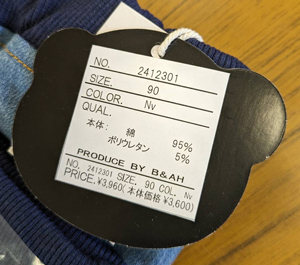 NO. 2412301
SIZE. 90
COLOR. Nv
QUAL.
本体: 綿 95%
ポリウレタン 5%
PRODUCE BY B&AH
NO. 2412301 SIZE. 90 COL. Nv
PRICE. ¥3,960(本体価格 ¥3,600)